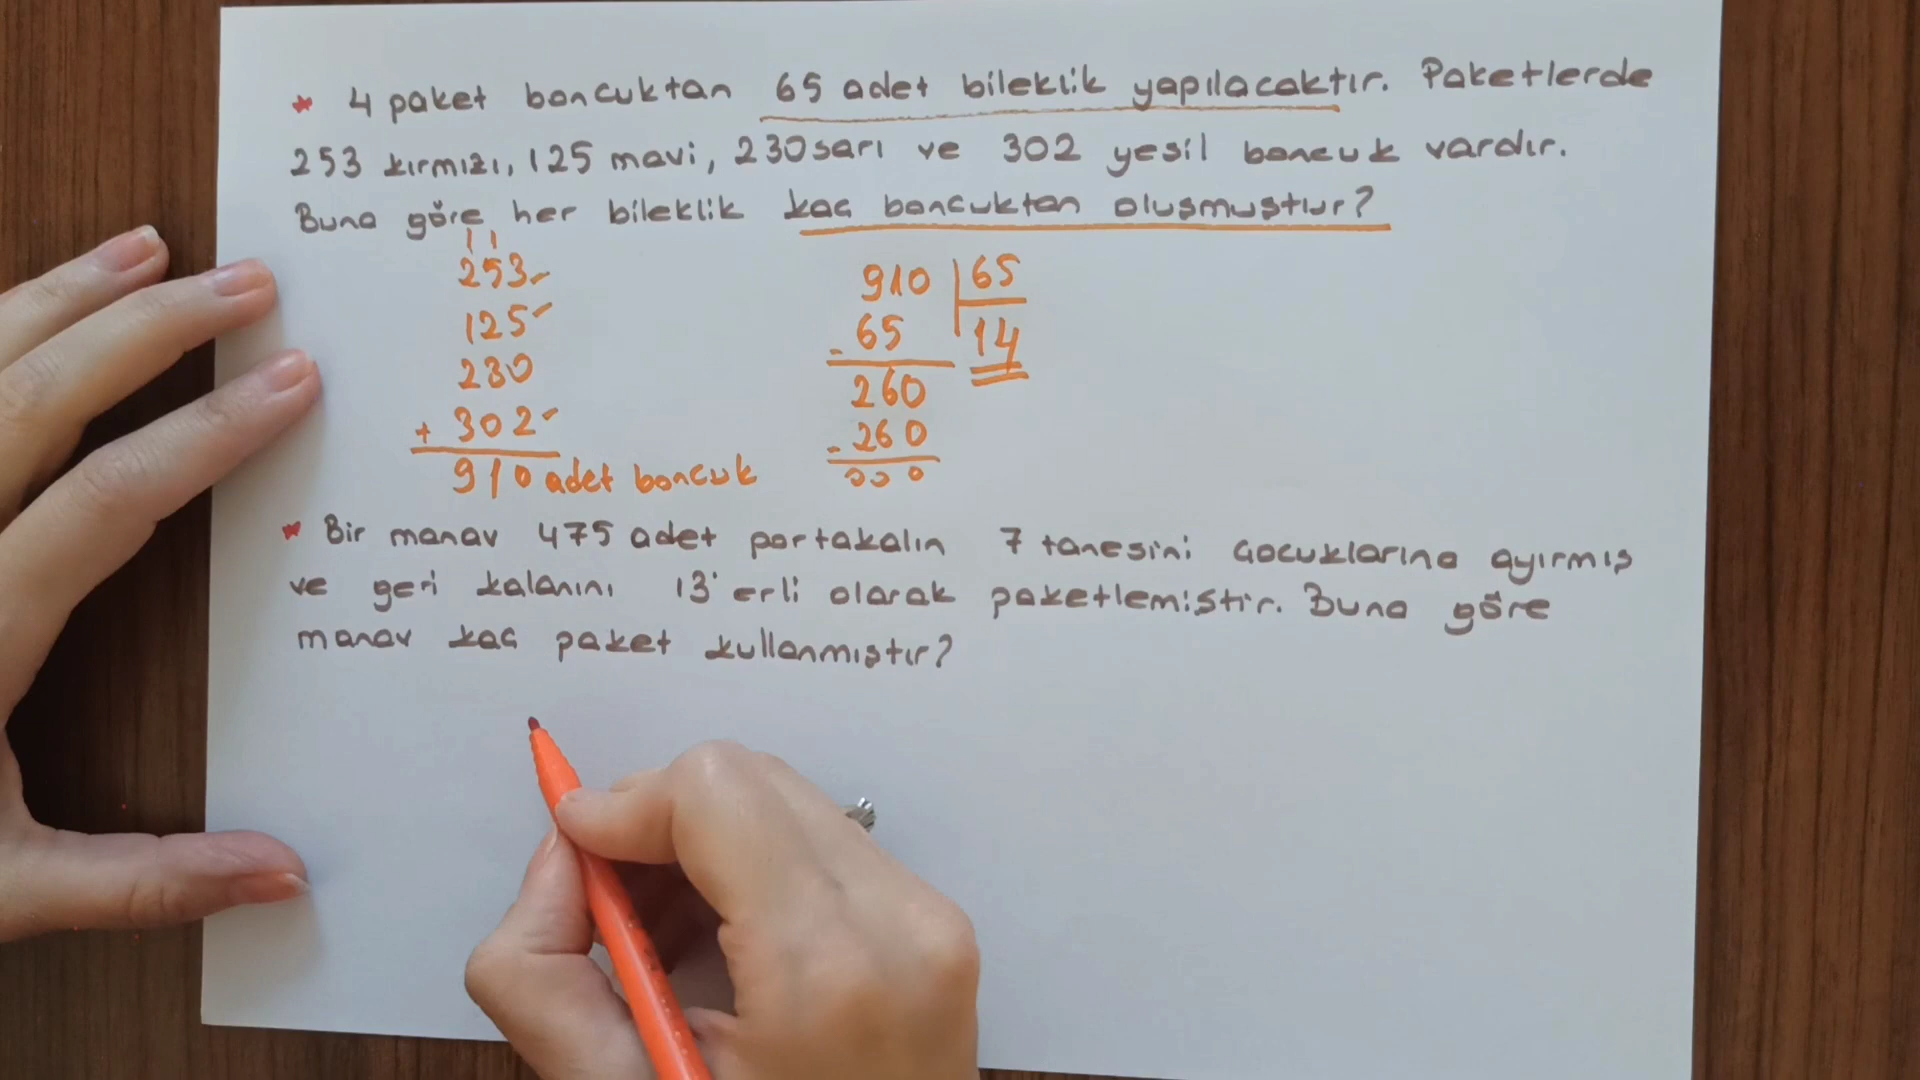 * 4 paket boncuktan 65 adet bileklik yapılacaktır. Paketlerde
253 kırmızı, 125 mavi, 230 sarı ve 302 yeşil boncuk vardır.
Buna göre her bileklik kaç boncuktan oluşmuştur?
1 1
253
125
230
+ 302
910 adet boncuk
910 | 65
- 65 14
260
- 260
000
* Bir manav 475 adet portakalın 7 tanesini çocuklarına ayırmış
ve geri kalanını 13'erli olarak paketlemiştir. Buna göre
manav kaç paket kullanmıştır?